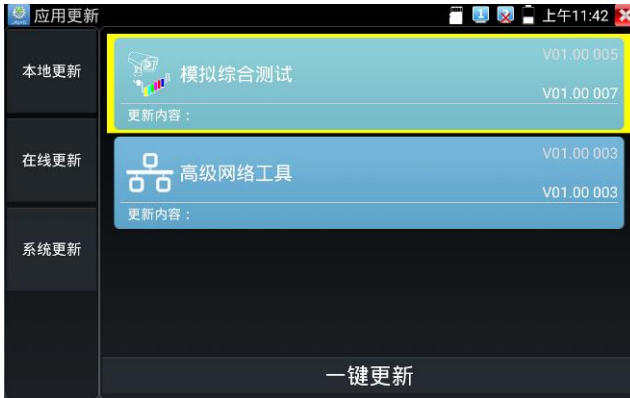 应用更新
上午11:42
本地更新
在线更新
系统更新
模拟综合测试
V01.00 005
V01.00 007
更新内容：
高级网络工具
V01.00 003
V01.00 003
更新内容：
一键更新